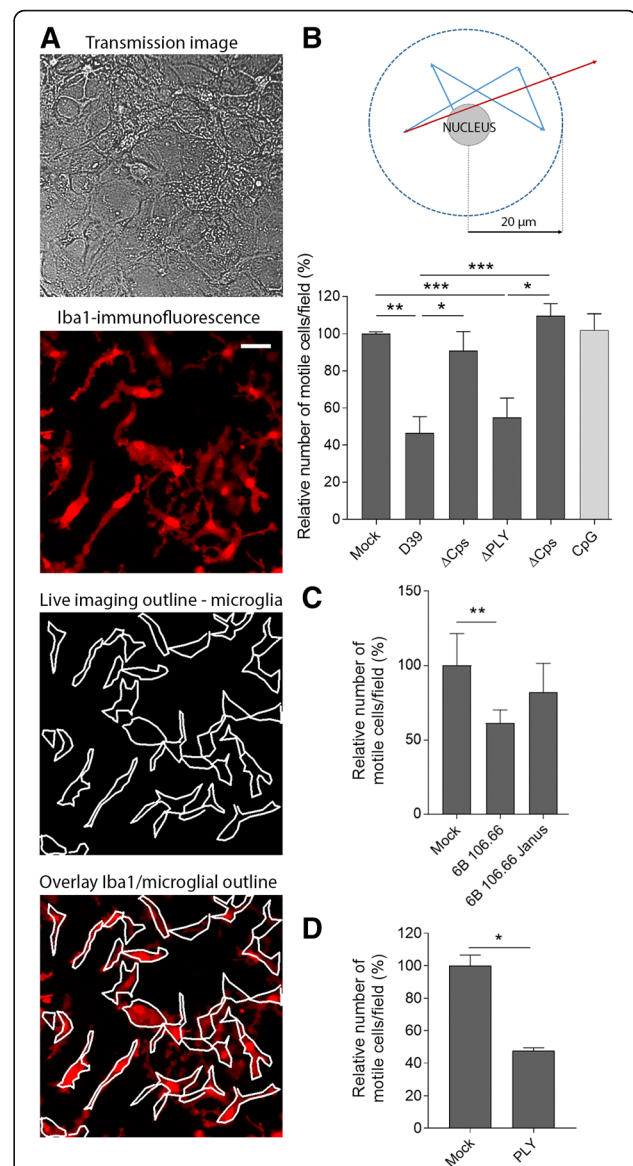 A
Transmission image
Iba1-immunofluorescence
Live imaging outline - microglia
Overlay Iba1/microglial outline
B
NUCLEUS
20 µm
Relative number of motile cells/field (%)
120
100
80
60
40
20
0
***
***
*
**
*
Mock
D39
ΔCps
ΔPLY
ΔCps
CpG
C
Relative number of
motile cells/field (%)
150
100
50
0
**
Mock
6B 106.66
6B 106.66 Janus
D
Relative number of
motile cells/field (%)
120
100
80
60
40
20
0
*
Mock
PLY